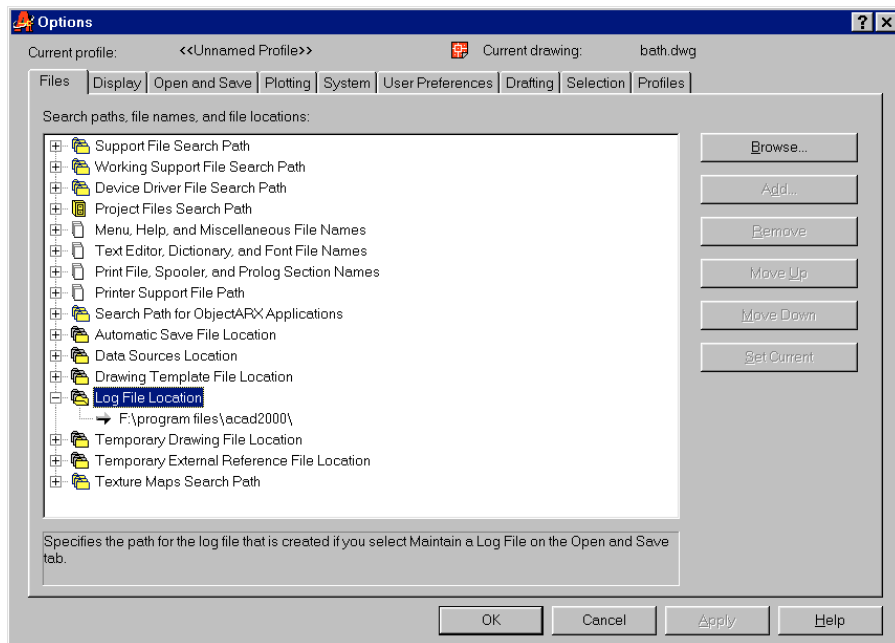 Options
Current profile: <<Unnamed Profile>> Current drawing: bath.dwg
Files Display Open and Save Plotting System User Preferences Drafting Selection Profiles
Search paths, file names, and file locations:
Support File Search Path
Working Support File Search Path
Device Driver File Search Path
Project Files Search Path
Menu, Help, and Miscellaneous File Names
Text Editor, Dictionary, and Font File Names
Print File, Spooler, and Prolog Section Names
Printer Support File Path
Search Path for ObjectARX Applications
Automatic Save File Location
Data Sources Location
Drawing Template File Location
Log File Location
F:\program files\acad2000\
Temporary Drawing File Location
Temporary External Reference File Location
Texture Maps Search Path
Browse...
Add...
Remove
Move Up
Move Down
Set Current
Specifies the path for the log file that is created if you select Maintain a Log File on the Open and Save
tab.
OK Cancel Apply Help